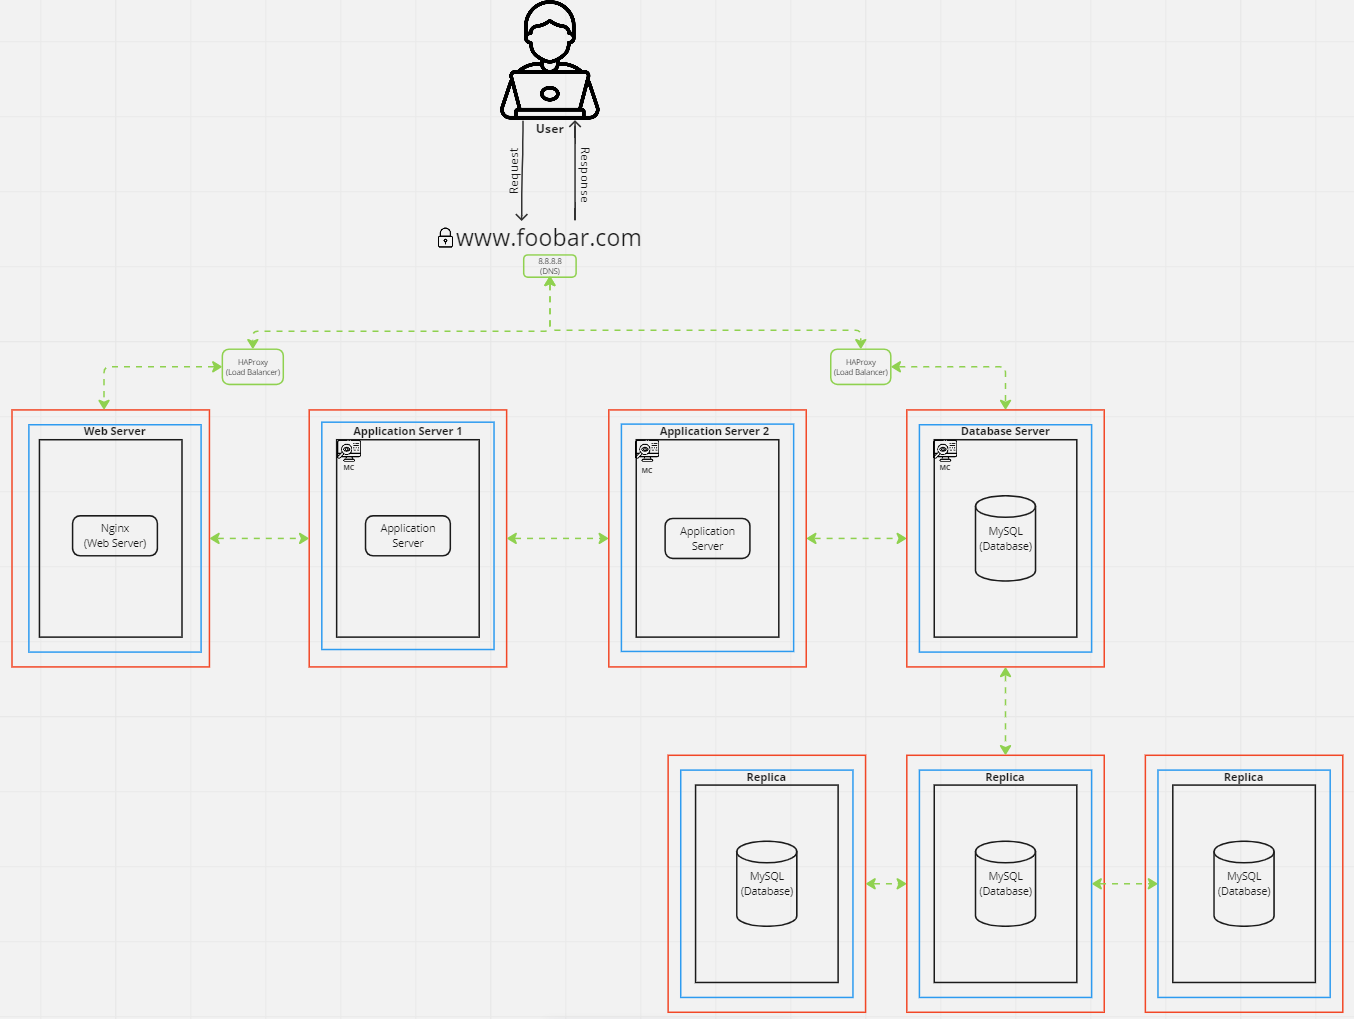 User
Request
Response
www.foobar.com
8.8.8.8
(DNS)
HAProxy
(Load Balancer)
HAProxy
(Load Balancer)
Web Server
Nginx
(Web Server)
Application Server 1
MC
Application
Server
Application Server 2
MC
Application
Server
Database Server
MC
MySQL
(Database)
Replica
MySQL
(Database)
Replica
MySQL
(Database)
Replica
MySQL
(Database)